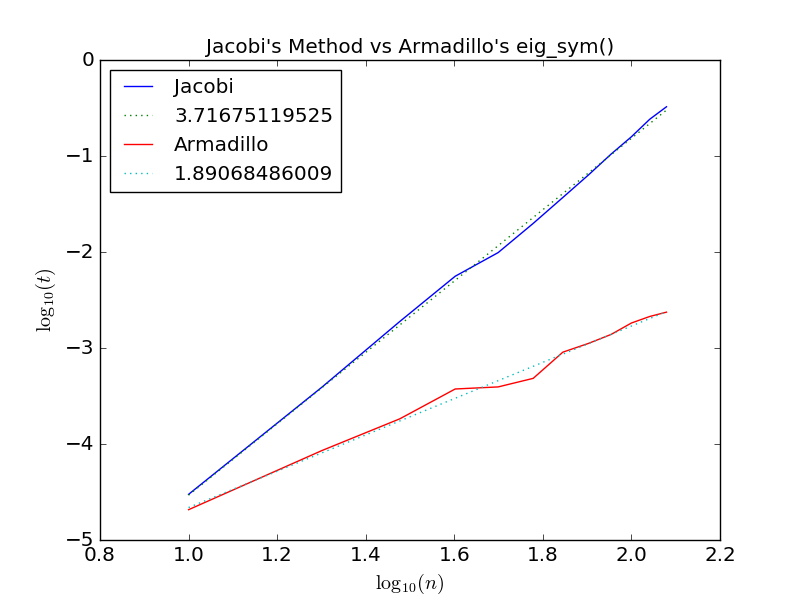 Jacobi's Method vs Armadillo's eig_sym()
Jacobi
3.71675119525
Armadillo
1.89068486009
0
−1
−2
−3
−4
−5
log₁₀(t)
0.8 1.0 1.2 1.4 1.6 1.8 2.0 2.2
log₁₀(n)